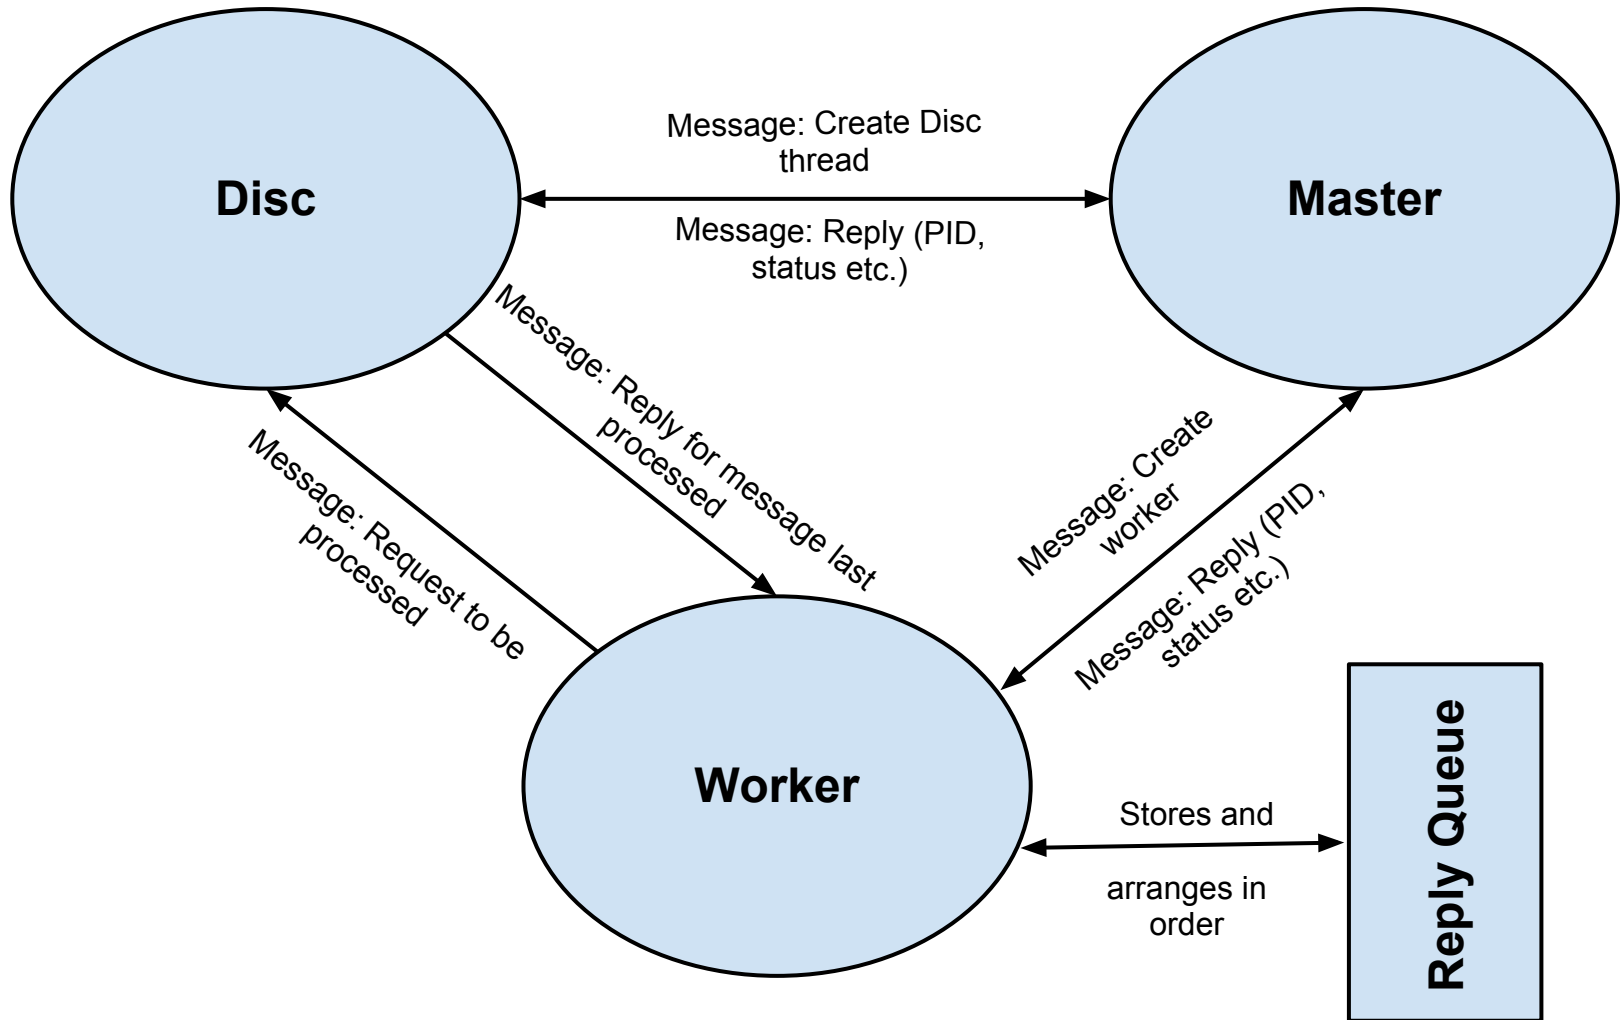 Disc
Message: Create Disc
thread
Message: Reply (PID,
status etc.)
Master
Message: Reply for message last
processed
Message: Request to be
processed
Message: Create
worker
Message: Reply (PID,
status etc.)
Worker
Stores and
arranges in
order
Reply Queue